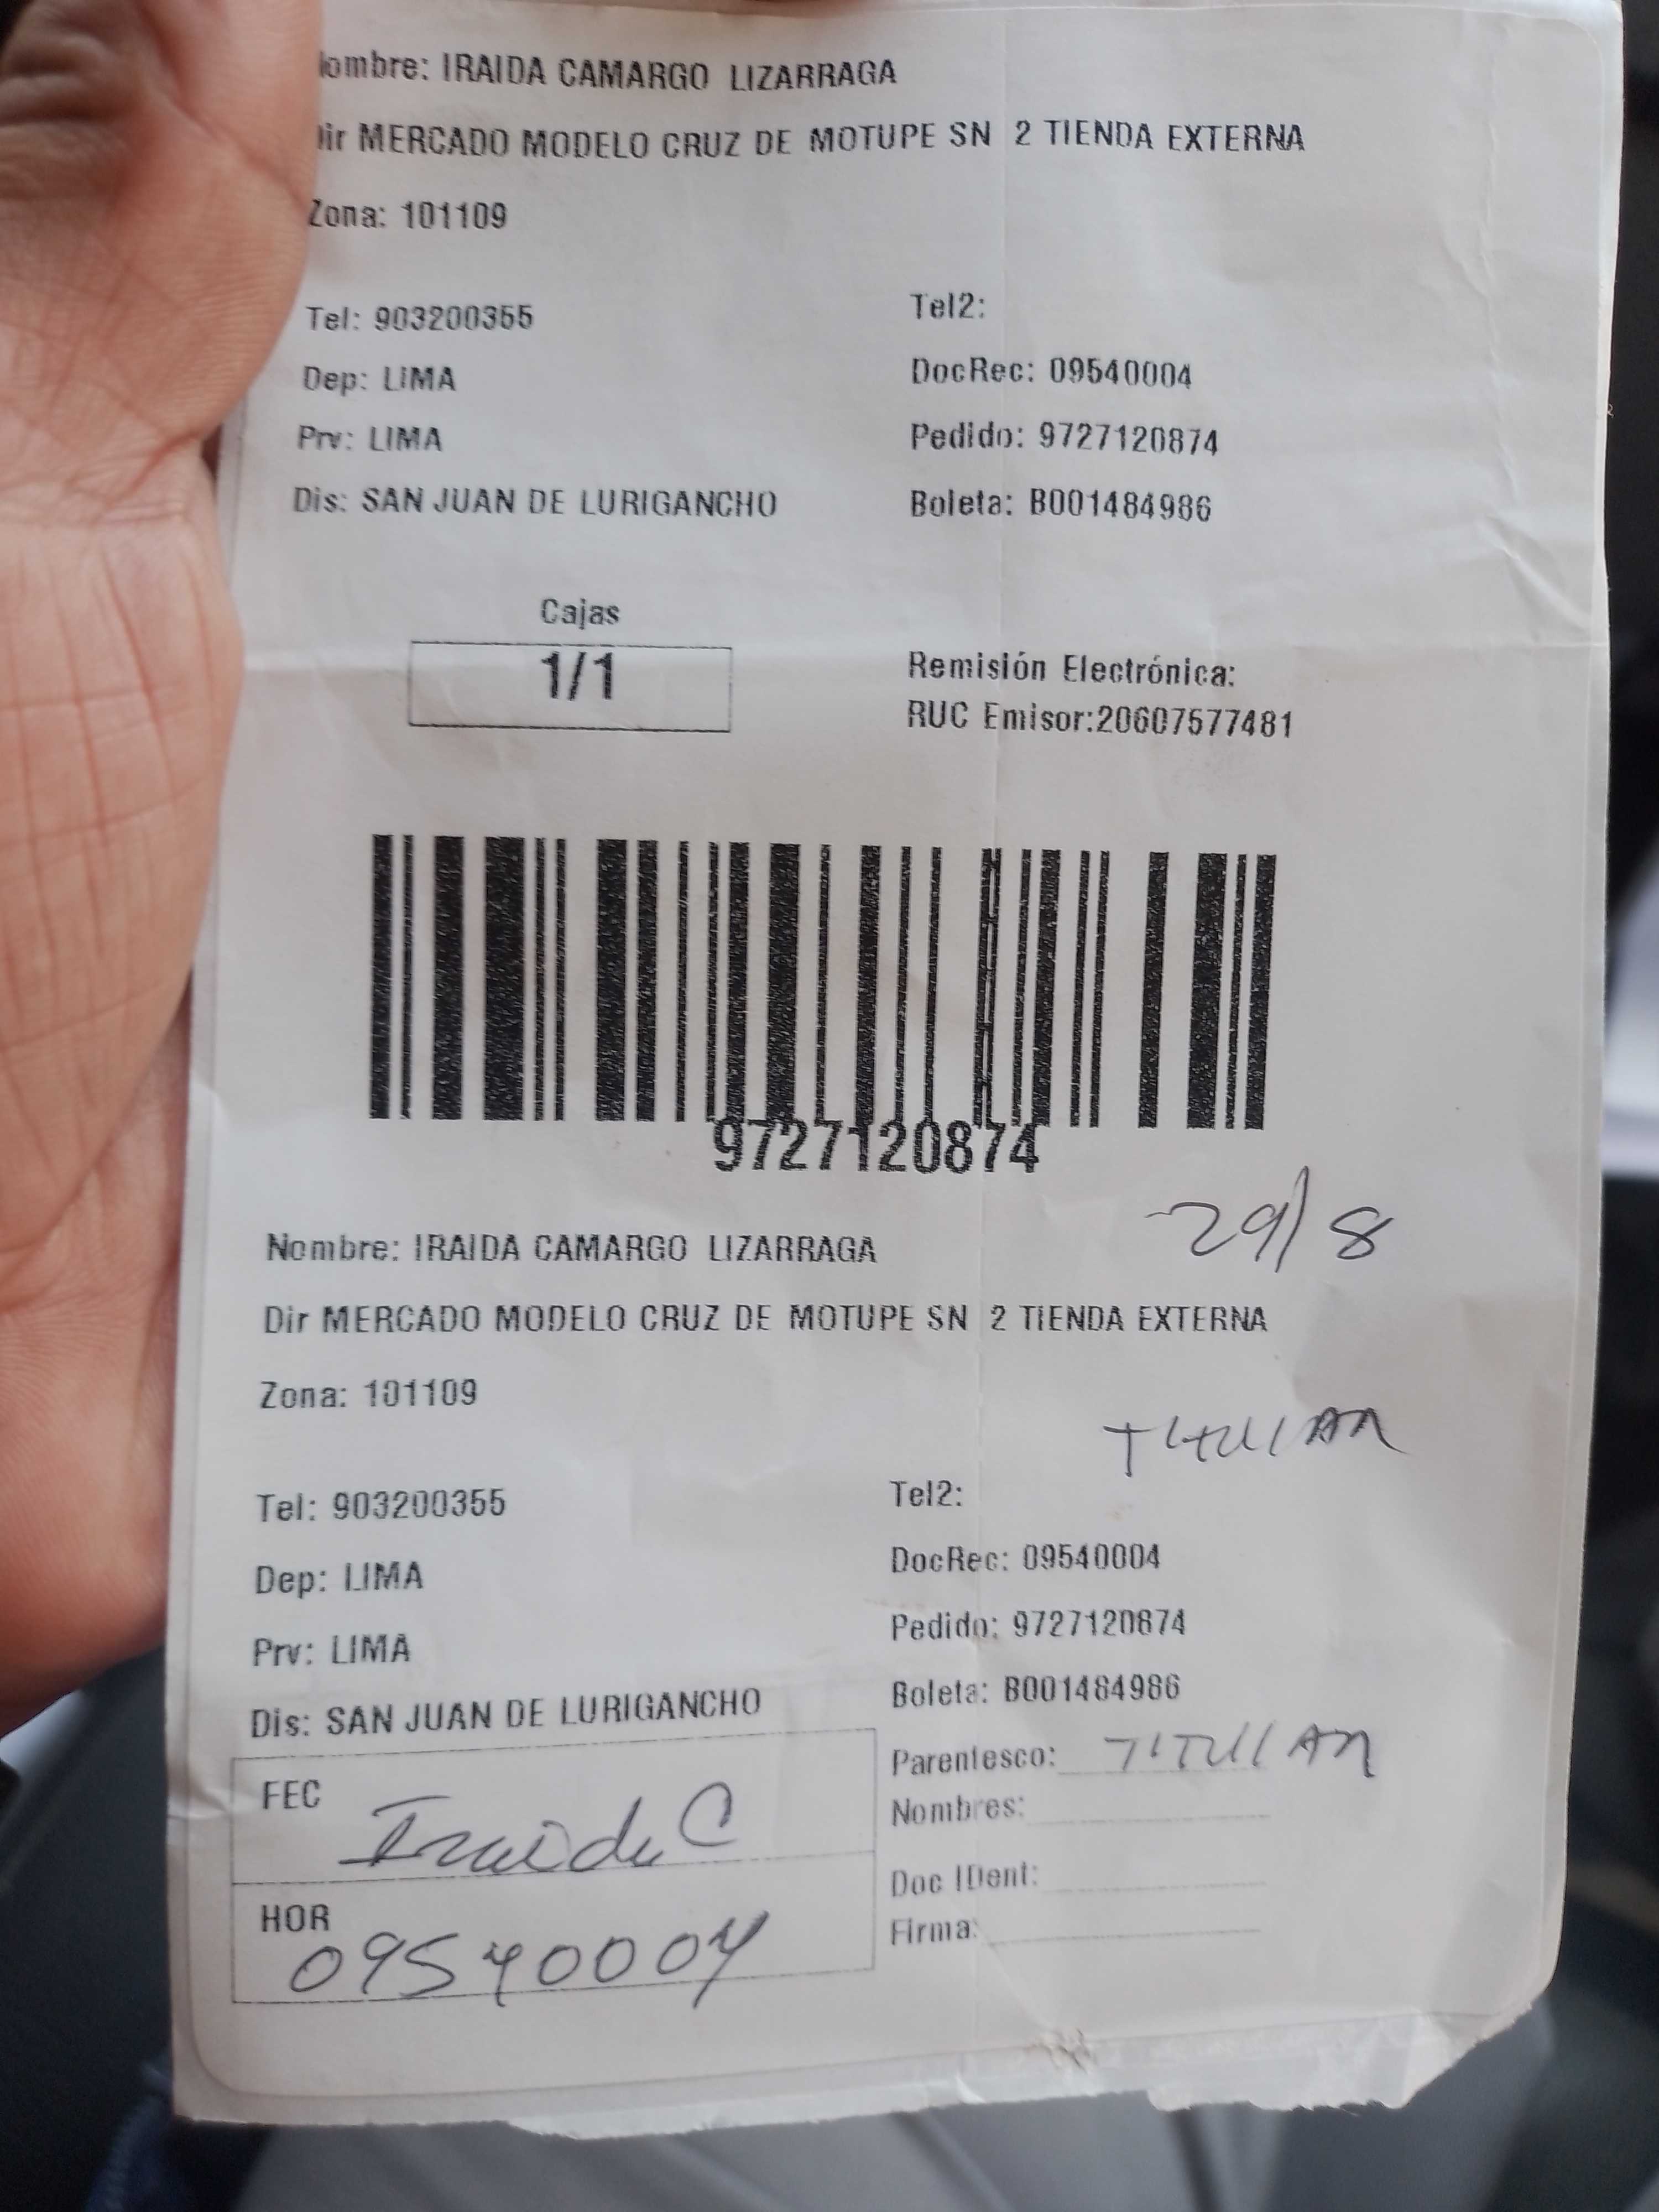 ombre: IRAIDA CAMARGO LIZARRAGA
Dir MERCADO MODELO CRUZ DE MOTUPE SN 2 TIENDA EXTERNA
Zona: 101109
Tel: 903200355
Tel2:
Dep: LIMA
DocRec: 09540004
Prv: LIMA
Pedido: 9727120874
Dis: SAN JUAN DE LURIGANCHO
Boleta: B001484986
Cajas
1/1
Remisión Electrónica:
RUC Emisor:20607577481
9727120874
29/8
Nombre: IRAIDA CAMARGO LIZARRAGA
Dir MERCADO MODELO CRUZ DE MOTUPE SN 2 TIENDA EXTERNA
Zona: 101109
TITULAR
Tel: 903200355
Tel2:
Dep: LIMA
DocRec: 09540004
Prv: LIMA
Pedido: 9727120874
Dis: SAN JUAN DE LURIGANCHO
Boleta: B001484986
Parentesco: TITULAR
FEC Iraida C
Nombres:
Doc IDent:
HOR 09540004
Firma: